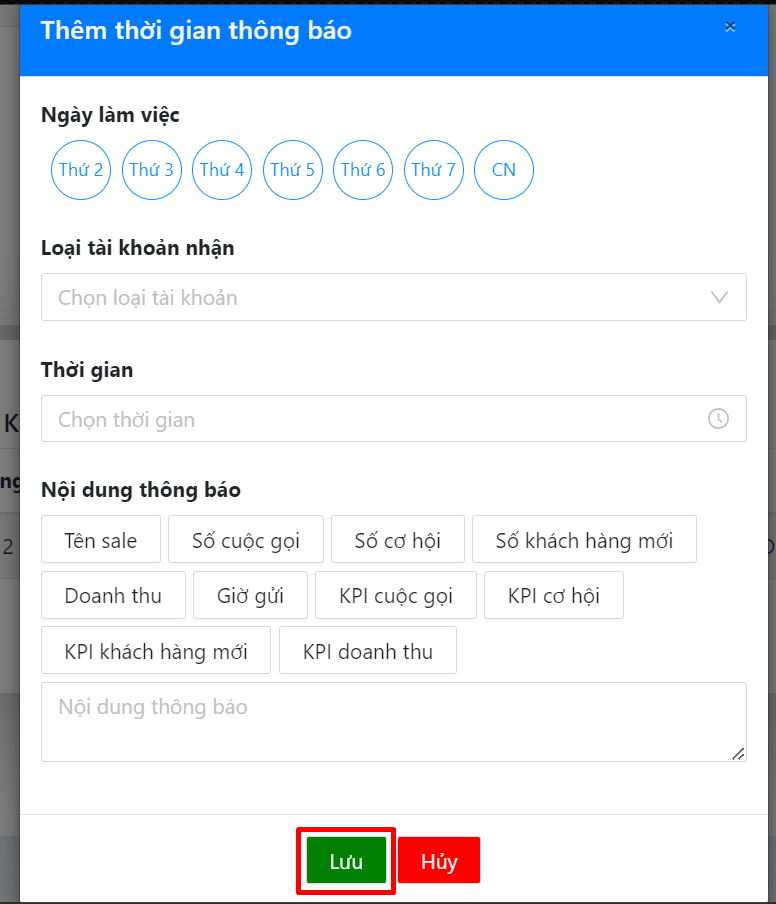 Thêm thời gian thông báo
Ngày làm việc
Thứ 2 Thứ 3 Thứ 4 Thứ 5 Thứ 6 Thứ 7 CN
Loại tài khoản nhận
Chọn loại tài khoản
Thời gian
Chọn thời gian
Nội dung thông báo
Tên sale Số cuộc gọi Số cơ hội Số khách hàng mới
Doanh thu Giờ gửi KPI cuộc gọi KPI cơ hội
KPI khách hàng mới KPI doanh thu
Nội dung thông báo
Lưu Hủy